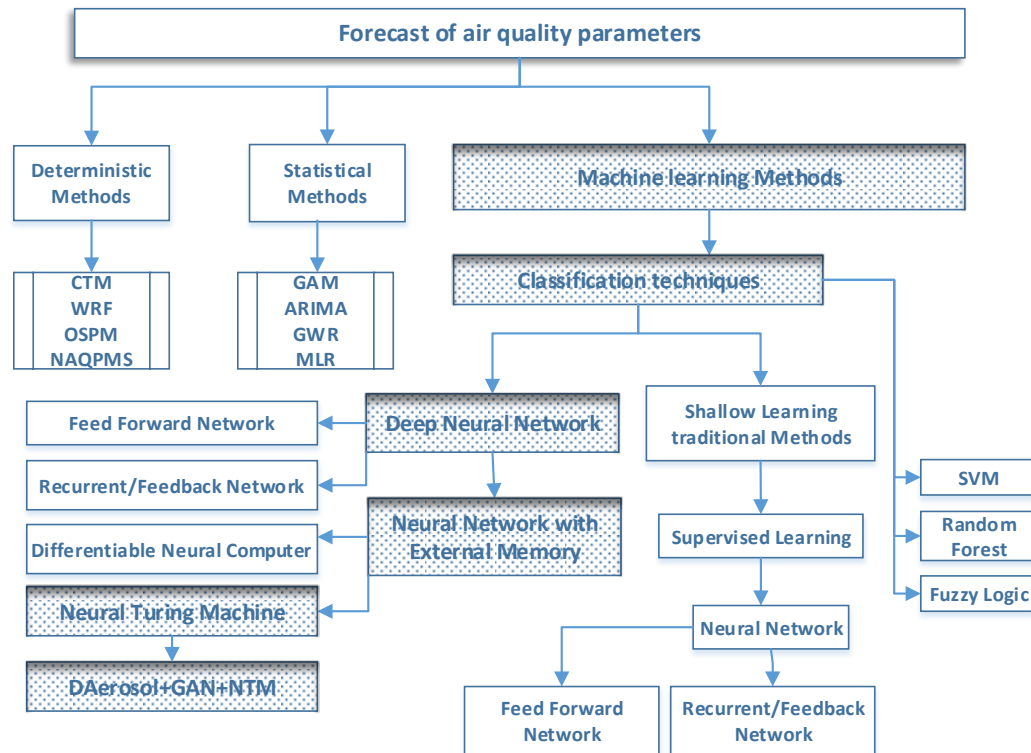 Forecast of air quality parameters
Deterministic
Methods
Statistical
Methods
Machine learning Methods
CTM
WRF
OSPM
NAQPMS
GAM
ARIMA
GWR
MLR
Classification techniques
Feed Forward Network
Deep Neural Network
Shallow Learning
traditional Methods
Recurrent/Feedback Network
SVM
Neural Network with
External Memory
Random
Forest
Differentiable Neural Computer
Supervised Learning
Fuzzy Logic
Neural Turing Machine
Neural Network
DAerosol+GAN+NTM
Feed Forward
Network
Recurrent/Feedback
Network